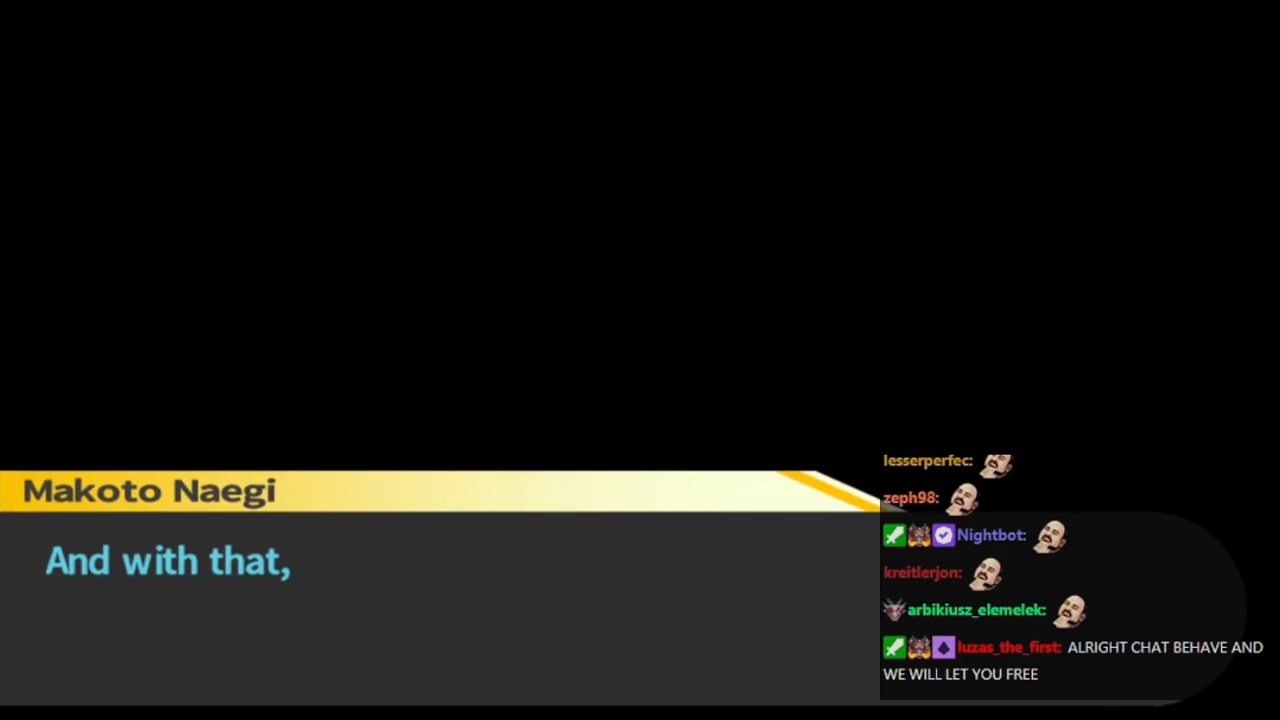 Makoto Naegi
And with that,
lesserperfec:
zeph98:
Nightbot:
kreitlerjon:
arbikiusz_elemelek:
luzas_the_first: ALRIGHT CHAT BEHAVE AND
WE WILL LET YOU FREE